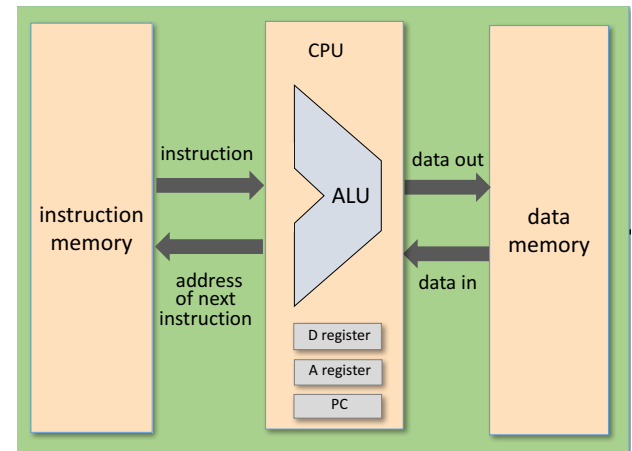 instruction
memory
instruction
address
of next
instruction
CPU
ALU
D register
A register
PC
data out
data in
data
memory